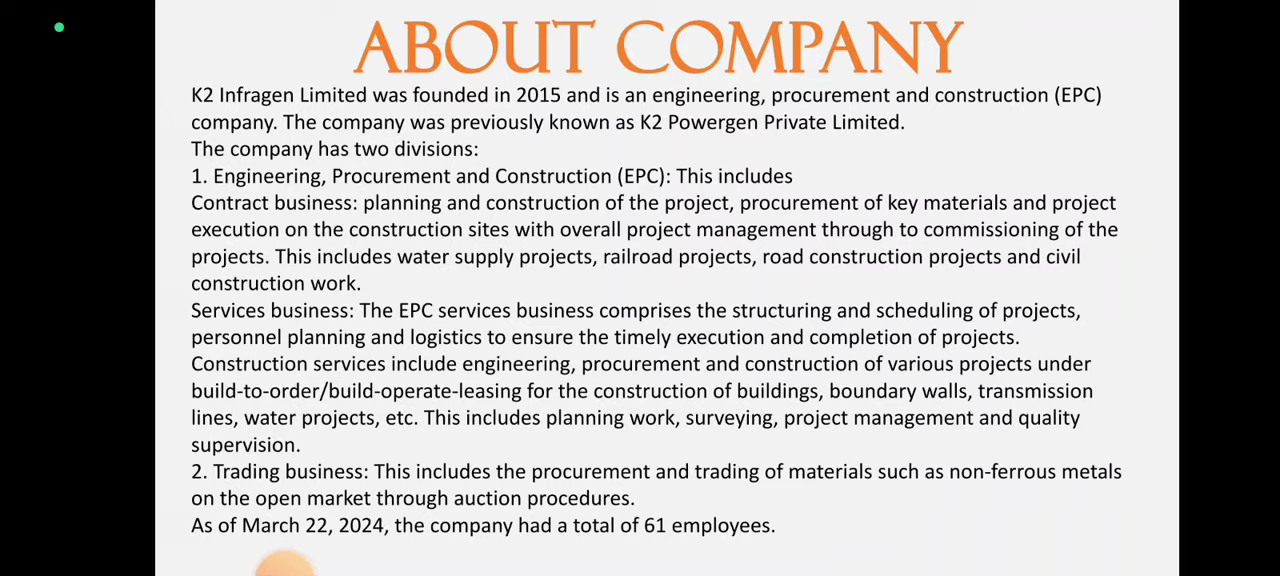 ABOUT COMPANY
K2 Infragen Limited was founded in 2015 and is an engineering, procurement and construction (EPC)
company. The company was previously known as K2 Powergen Private Limited.
The company has two divisions:
1. Engineering, Procurement and Construction (EPC): This includes
Contract business: planning and construction of the project, procurement of key materials and project
execution on the construction sites with overall project management through to commissioning of the
projects. This includes water supply projects, railroad projects, road construction projects and civil
construction work.
Services business: The EPC services business comprises the structuring and scheduling of projects,
personnel planning and logistics to ensure the timely execution and completion of projects.
Construction services include engineering, procurement and construction of various projects under
build-to-order/build-operate-leasing for the construction of buildings, boundary walls, transmission
lines, water projects, etc. This includes planning work, surveying, project management and quality
supervision.
2. Trading business: This includes the procurement and trading of materials such as non-ferrous metals
on the open market through auction procedures.
As of March 22, 2024, the company had a total of 61 employees.